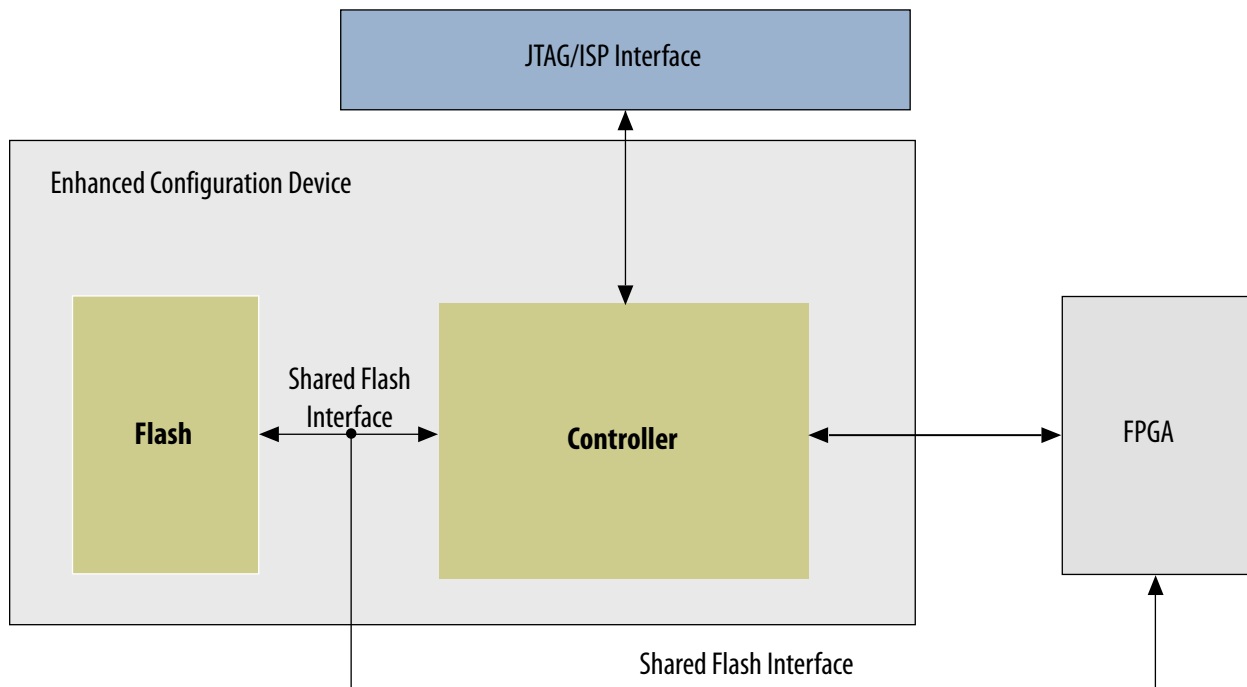 JTAG/ISP Interface
Enhanced Configuration Device
Shared Flash
Interface
Flash
Controller
FPGA
Shared Flash Interface